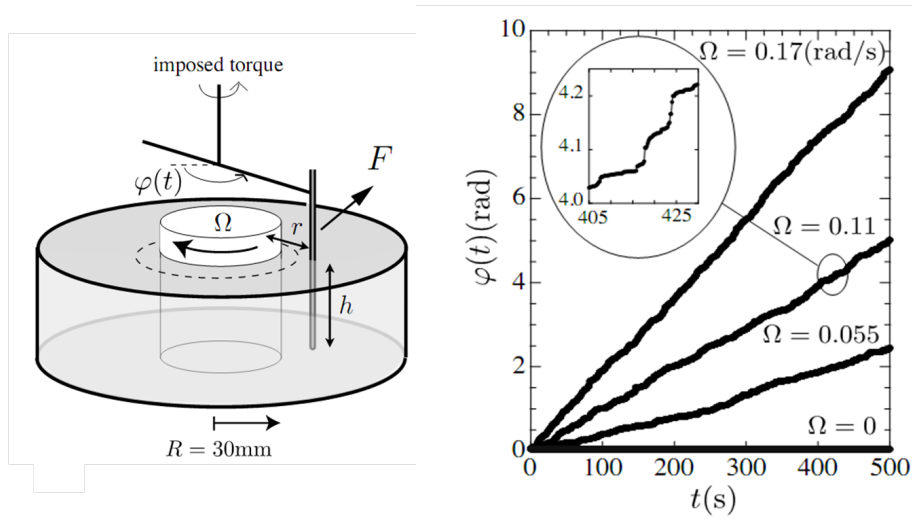 imposed torque
F
φ(t)
Ω
r
h
R = 30mm
10
8
6
4
2
0
φ(t)(rad)
Ω = 0.17(rad/s)
4.2
4.1
4.0
405
425
Ω = 0.11
Ω = 0.055
Ω = 0
0
100
200
300
400
500
t(s)